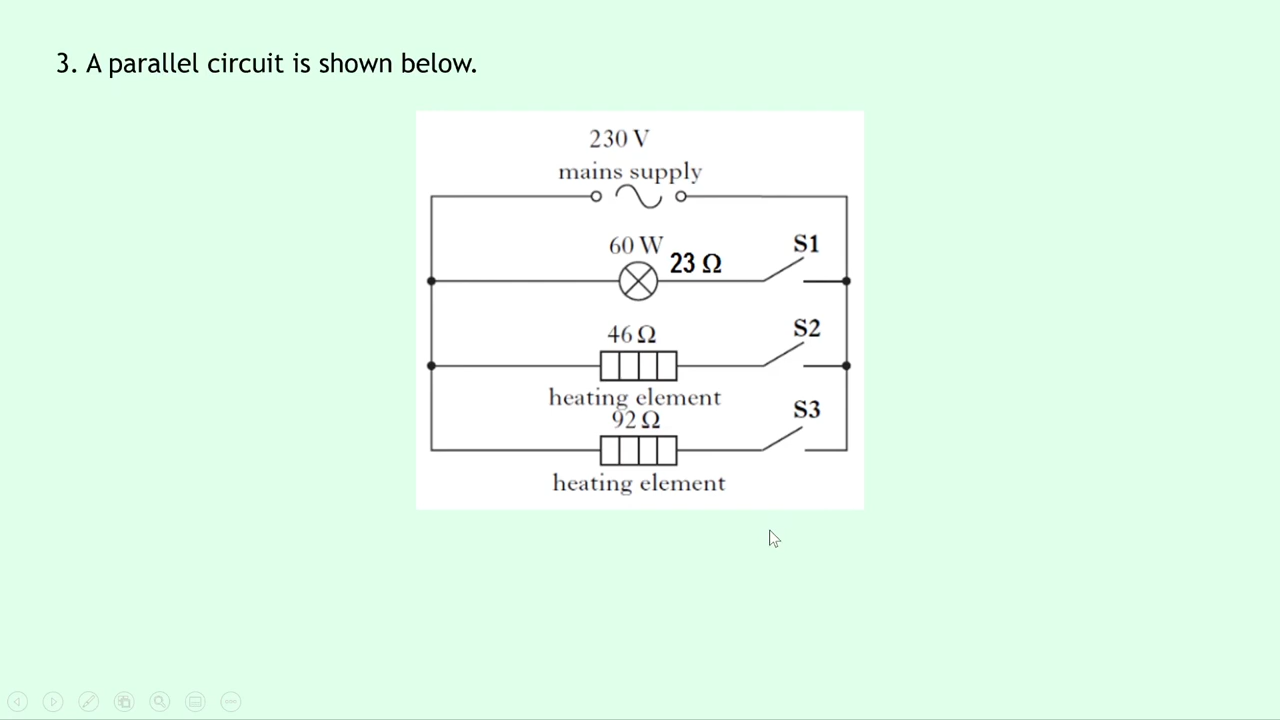 3. A parallel circuit is shown below.
230 V
mains supply
60 W
23 Ω
S1
46 Ω
S2
heating element
92 Ω
S3
heating element